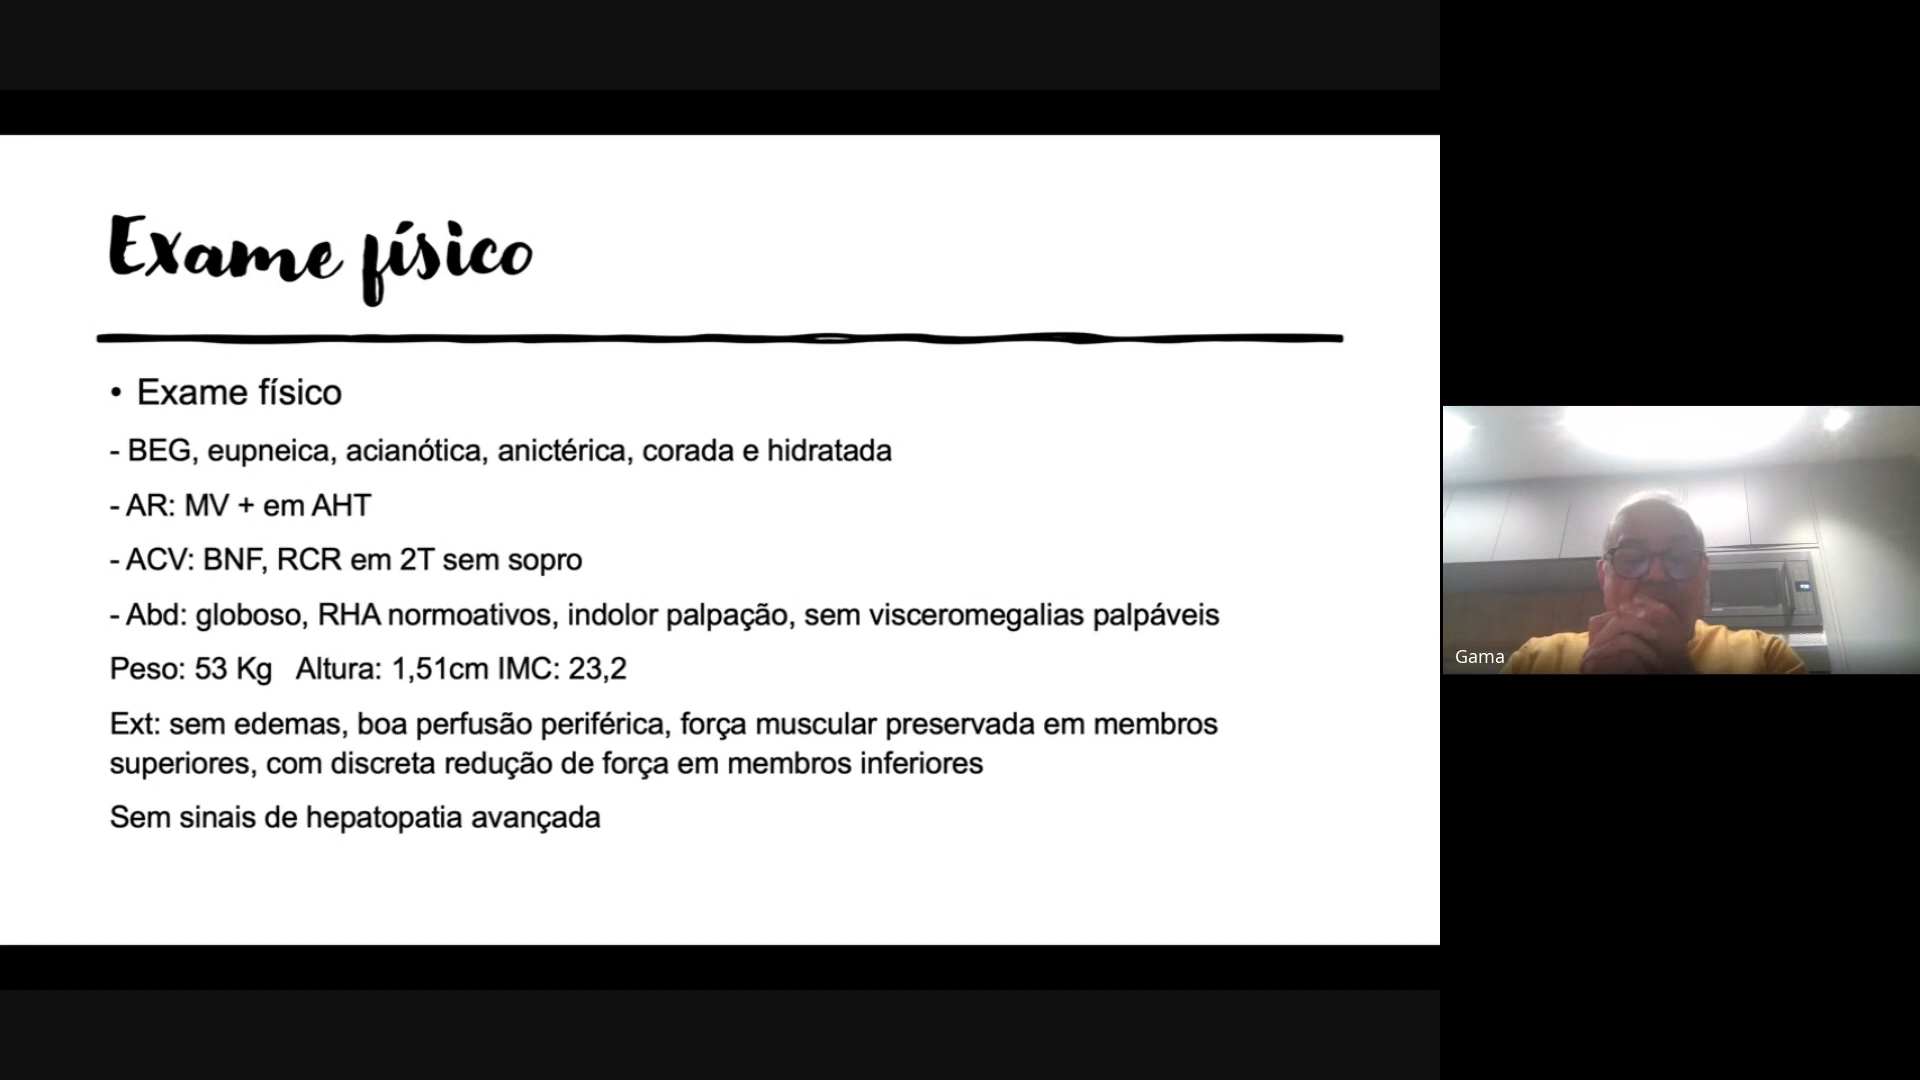 Exame físico
• Exame físico
- BEG, eupneica, acianótica, anictérica, corada e hidratada
- AR: MV + em AHT
- ACV: BNF, RCR em 2T sem sopro
- Abd: globoso, RHA normoativos, indolor palpação, sem visceromegalias palpáveis
Peso: 53 Kg Altura: 1,51cm IMC: 23,2
Ext: sem edemas, boa perfusão periférica, força muscular preservada em membros
superiores, com discreta redução de força em membros inferiores
Sem sinais de hepatopatia avançada
Gama